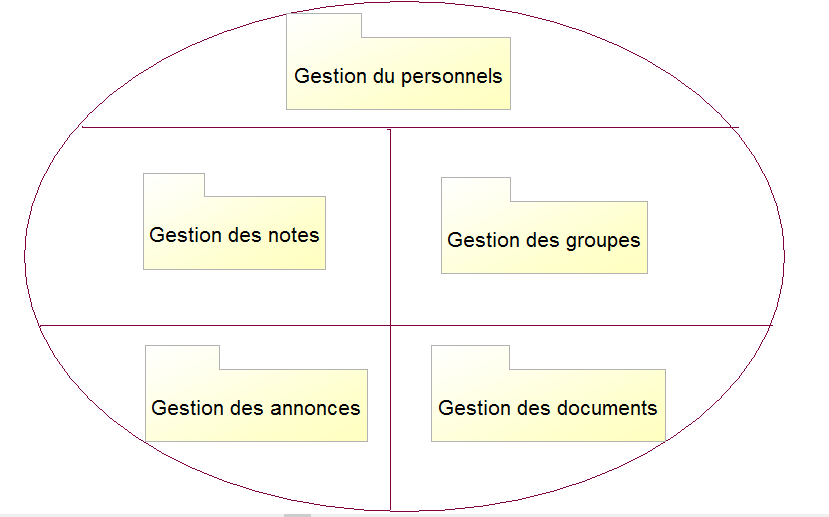 Gestion du personnels
Gestion des notes
Gestion des groupes
Gestion des annonces
Gestion des documents